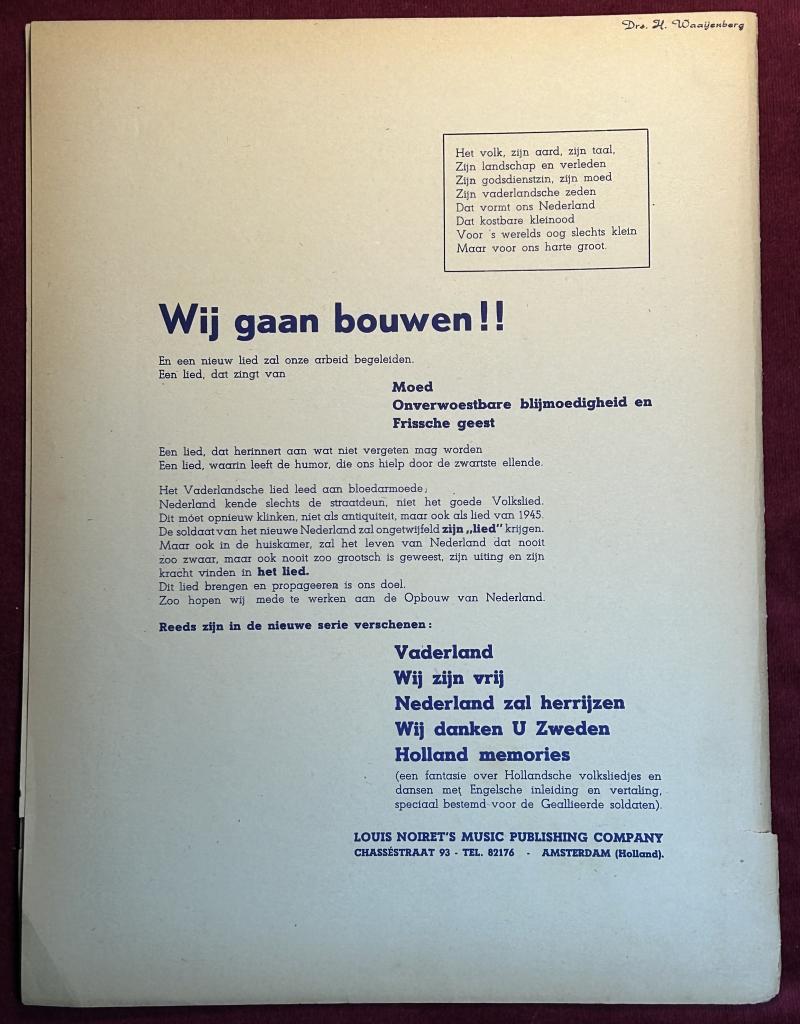 Drs. H. Waaijenberg
Het volk, zijn aard, zijn taal,
Zijn landschap en verleden
Zijn godsdienstzin, zijn moed
Zijn vaderlandsche zeden
Dat vormt ons Nederland
Dat kostbare kleinood
Voor 's werelds oog slechts klein
Maar voor ons harte groot.
Wij gaan bouwen!!
En een nieuw lied zal onze arbeid begeleiden.
Een lied, dat zingt van
Moed
Onverwoestbare blijmoedigheid en
Frissche geest
Een lied, dat herinnert aan wat niet vergeten mag worden
Een lied, waarin leeft de humor, die ons hielp door de zwartste ellende.
Het Vaderlandsche lied leed aan bloedarmoede;
Nederland kende slechts de straatdeun, niet het goede Volkslied.
Dit móet opnieuw klinken, niet als antiquiteit, maar ook als lied van 1945.
De soldaat van het nieuwe Nederland zal ongetwijfeld zijn „lied" krijgen.
Maar ook in de huiskamer, zal het leven van Nederland dat nooit
zoo zwaar, maar ook nooit zoo grootsch is geweest, zijn uiting en zijn
kracht vinden in het lied.
Dit lied brengen en propageeren is ons doel.
Zoo hopen wij mede te werken aan de Opbouw van Nederland.
Reeds zijn in de nieuwe serie verschenen:
Vaderland
Wij zijn vrij
Nederland zal herrijzen
Wij danken U Zweden
Holland memories
(een fantasie over Hollandsche volksliedjes en
dansen met Engelsche inleiding en vertaling,
speciaal bestemd voor de Geallieerde soldaten).
LOUIS NOIRET'S MUSIC PUBLISHING COMPANY
CHASSÉSTRAAT 93 - TEL. 82176 - AMSTERDAM (Holland).